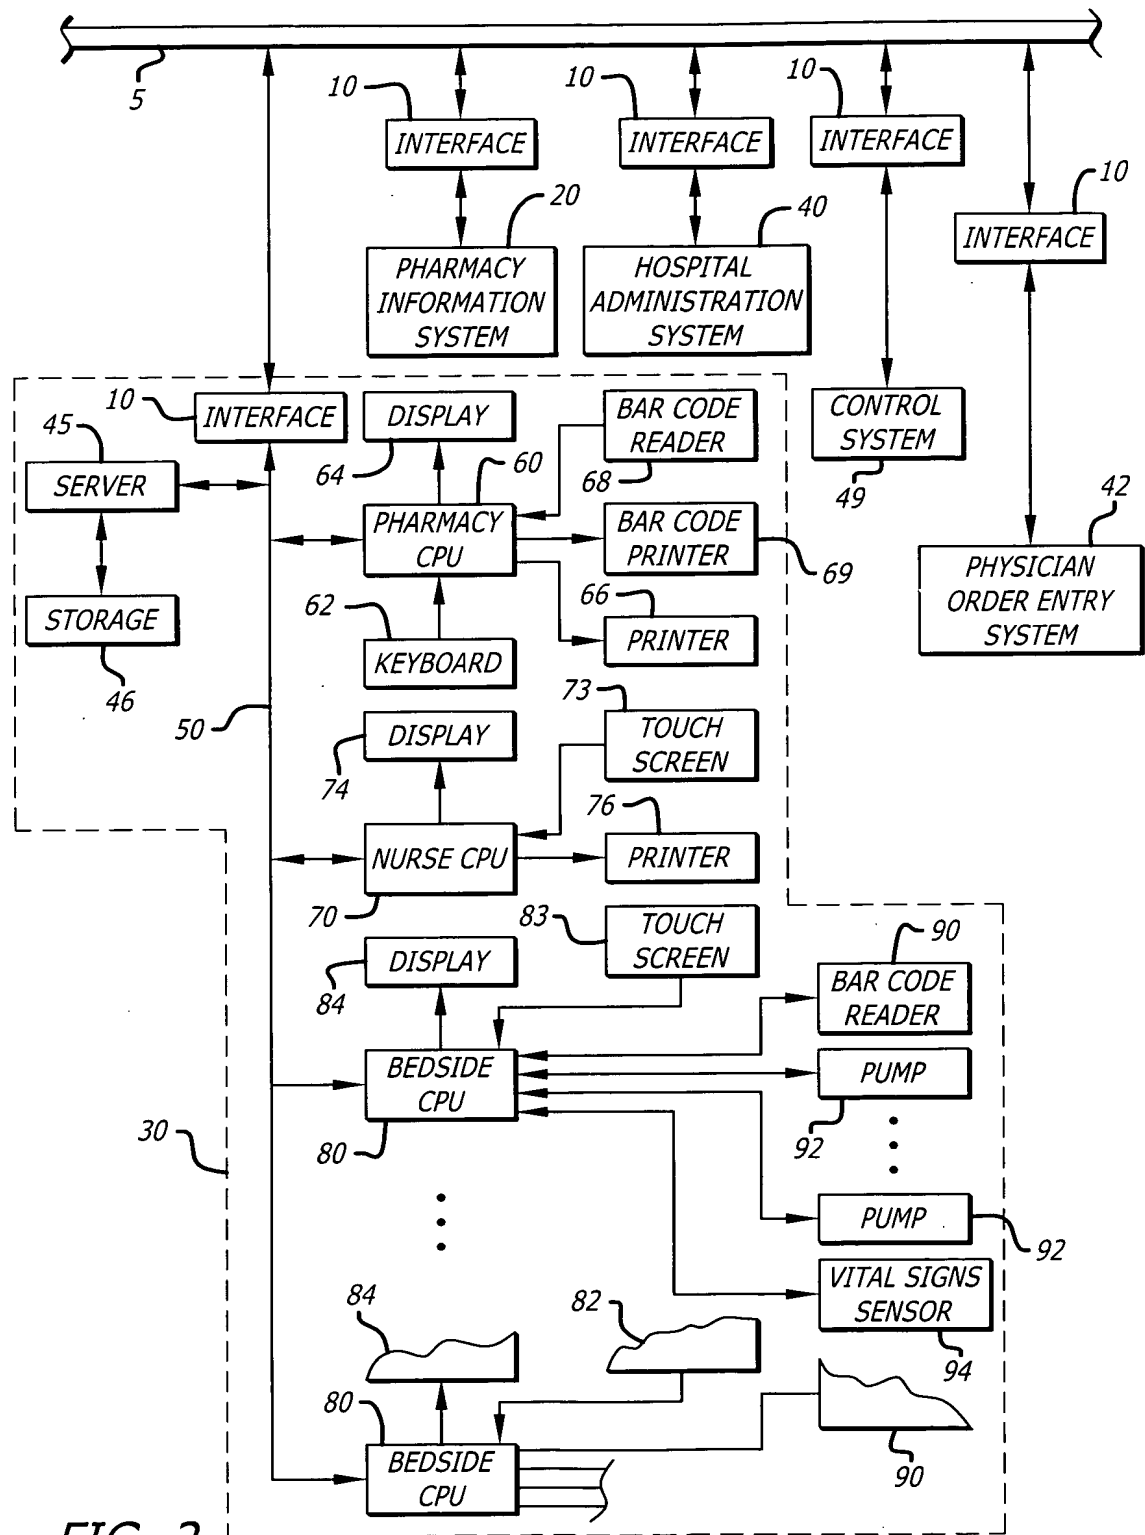 5
10
INTERFACE
20
PHARMACY
INFORMATION
SYSTEM
10
INTERFACE
40
HOSPITAL
ADMINISTRATION
SYSTEM
10
INTERFACE
CONTROL
SYSTEM
49
10
INTERFACE
42
PHYSICIAN
ORDER ENTRY
SYSTEM
10
INTERFACE
45
SERVER
STORAGE
46
50
DISPLAY
64
60
PHARMACY
CPU
62
KEYBOARD
BAR CODE
READER
68
BAR CODE
PRINTER
69
66
PRINTER
DISPLAY
74
73
TOUCH
SCREEN
NURSE CPU
70
76
PRINTER
83
TOUCH
SCREEN
DISPLAY
84
BEDSIDE
CPU
80
90
BAR CODE
READER
PUMP
92
PUMP
92
VITAL SIGNS
SENSOR
94
30
84
82
80
BEDSIDE
CPU
90